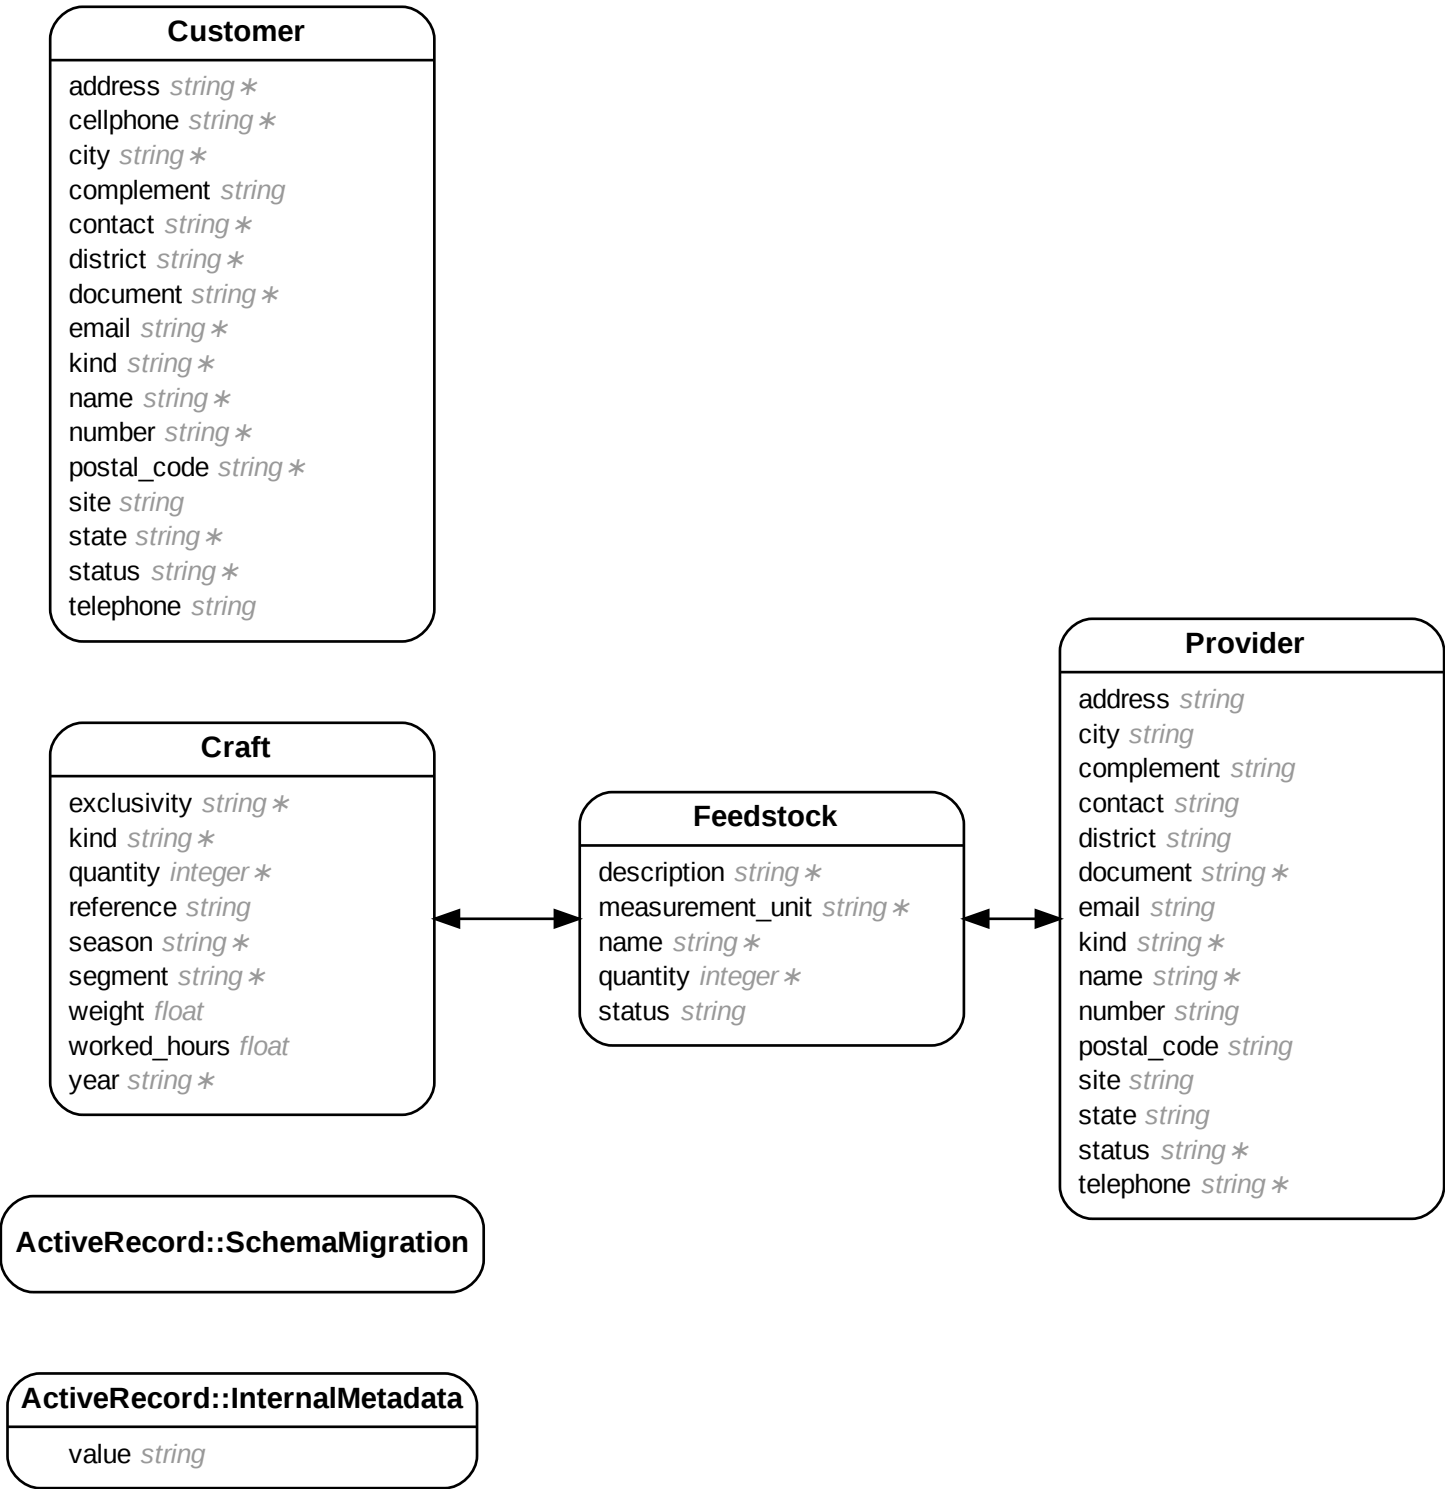 Customer
address string∗
cellphone string∗
city string∗
complement string
contact string∗
district string∗
document string∗
email string∗
kind string∗
name string∗
number string∗
postal_code string∗
site string
state string∗
status string∗
telephone string
Craft
exclusivity string∗
kind string∗
quantity integer∗
reference string
season string∗
segment string∗
weight float
worked_hours float
year string∗
Feedstock
description string∗
measurement_unit string∗
name string∗
quantity integer∗
status string
Provider
address string
city string
complement string
contact string
district string
document string∗
email string
kind string∗
name string∗
number string
postal_code string
site string
state string
status string∗
telephone string∗
ActiveRecord::SchemaMigration
ActiveRecord::InternalMetadata
value string